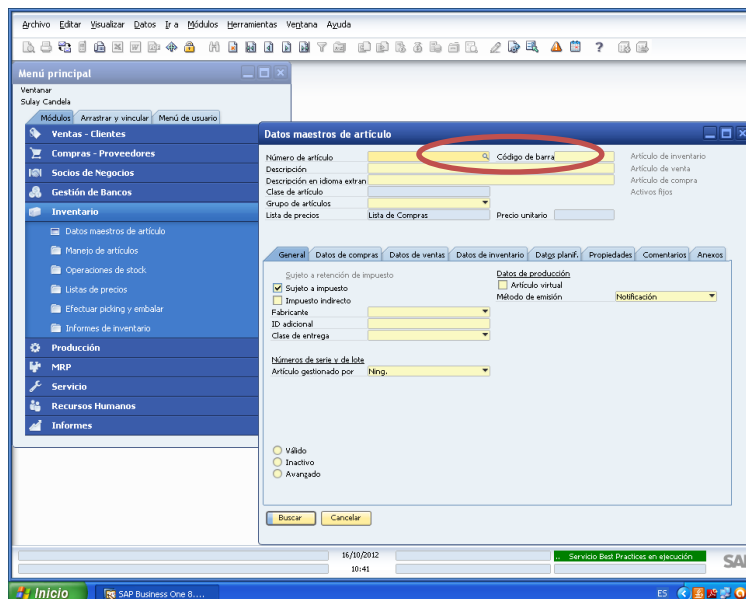 Archivo Editar Visualizar Datos Ir a Módulos Herramientas Ventana Ayuda
Menú principal
Ventanar
Sulay Candela
Módulos Arrastrar y vincular Menú de usuario
Ventas - Clientes
Compras - Proveedores
Socios de Negocios
Gestión de Bancos
Inventario
Datos maestros de artículo
Manejo de artículos
Operaciones de stock
Listas de precios
Efectuar picking y embalar
Informes de inventario
Producción
MRP
Servicio
Recursos Humanos
Informes
Datos maestros de artículo
Número de artículo Código de barra Artículo de inventario
Descripción Artículo de venta
Descripción en idioma extran Artículo de compra
Clase de artículo Activos fijos
Grupo de artículos
Lista de precios Lista de Compras Precio unitario
General Datos de compras Datos de ventas Datos de inventario Datos planif. Propiedades Comentarios Anexos
Sujeto a retención de impuesto Datos de producción
Sujeto a impuesto Artículo virtual
Impuesto indirecto Método de emisión Notificación
Fabricante
ID adicional
Clase de entrega
Números de serie y de lote
Artículo gestionado por Ning.
Válido
Inactivo
Avanzado
Buscar Cancelar
16/10/2012 .. Servicio Best Practices en ejecución
10:41
SA
Inicio SAP Business One 8.... ES